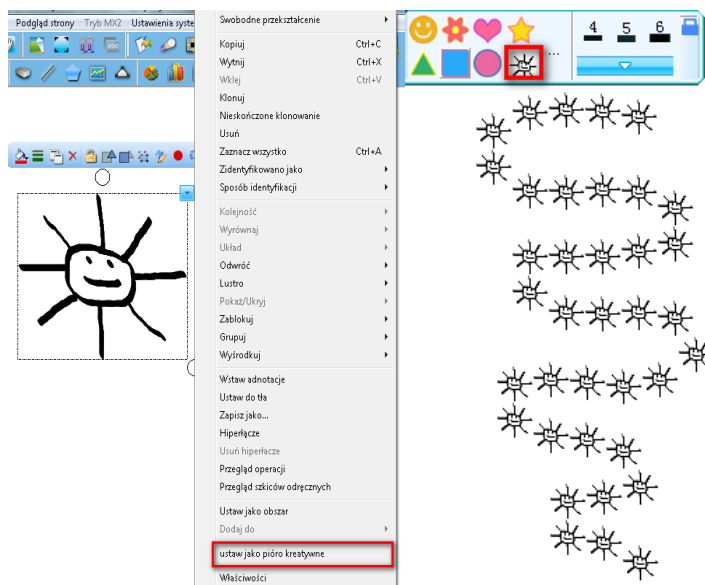 Podgląd strony Tryb MX2 Ustawienia syste
Swobodne przekształcenie
Kopiuj Ctrl+C
Wytnij Ctrl+X
Wklej Ctrl+V
Klonuj
Nieskończone klonowanie
Usuń
Zaznacz wszystko Ctrl+A
Zidentyfikowano jako
Sposób identyfikacji
Kolejność
Wyrównaj
Układ
Odwróć
Lustro
Pokaż/Ukryj
Zablokuj
Grupuj
Wyśrodkuj
Wstaw adnotacje
Ustaw do tła
Zapisz jako...
Hiperłącze
Usuń hiperłacze
Przegląd operacji
Przegląd szkiców odręcznych
Ustaw jako obszar
Dodaj do
ustaw jako pióro kreatywne
Właściwości
4 5 6
...